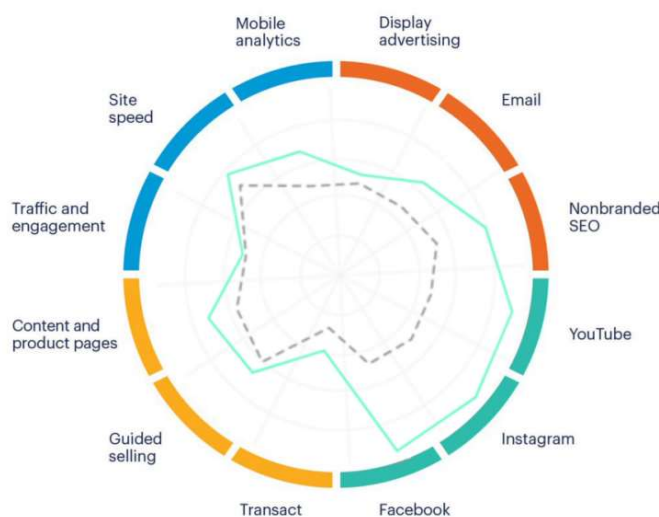 Mobile
analytics
Display
advertising
Site
speed
Email
Traffic and
engagement
Nonbranded
SEO
Content and
product pages
YouTube
Guided
selling
Instagram
Transact
Facebook